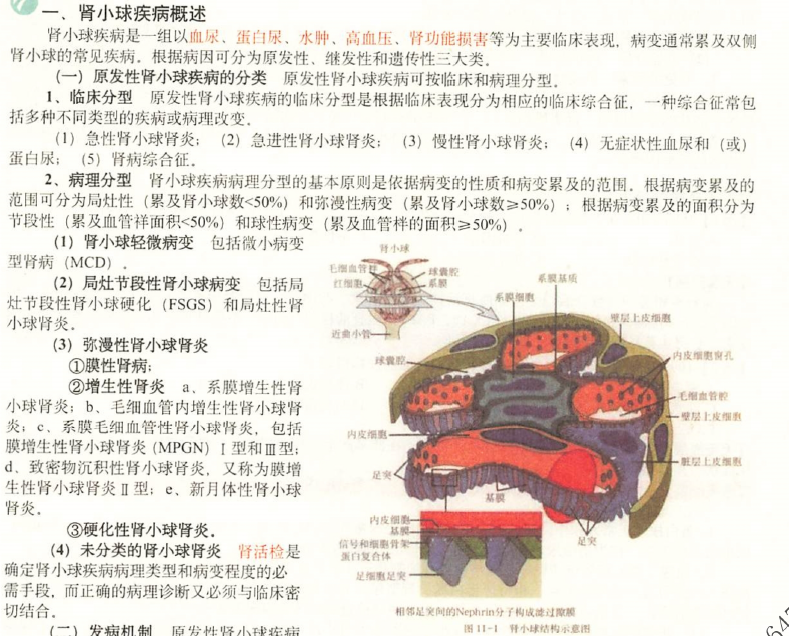 一、肾小球疾病概述
肾小球疾病是一组以血尿、蛋白尿、水肿、高血压、肾功能损害等为主要临床表现，病变通常累及双侧
肾小球的常见疾病。根据病因可分为原发性、继发性和遗传性三大类。
(一) 原发性肾小球疾病的分类 原发性肾小球疾病可按临床和病理分型。
1、临床分型 原发性肾小球疾病的临床分型是根据临床表现分为相应的临床综合征，一种综合征常包
括多种不同类型的疾病或病理改变。
(1) 急性肾小球肾炎； (2) 急进性肾小球肾炎； (3) 慢性肾小球肾炎； (4) 无症状性血尿和 (或)
蛋白尿； (5) 肾病综合征。
2、病理分型 肾小球疾病病理分型的基本原则是依据病变的性质和病变累及的范围。根据病变累及的
范围可分为局灶性 (累及肾小球数<50%) 和弥漫性病变 (累及肾小球数≥50%) ；根据病变累及的面积分为
节段性 (累及血管祥面积<50%) 和球性病变 (累及血管柈的面积≥50%) 。
(1) 肾小球轻微病变 包括微小病变
型肾病 (MCD) 。
(2) 局灶节段性肾小球病变 包括局
灶节段性肾小球硬化 (FSGS) 和局灶性肾
小球肾炎。
(3) 弥漫性肾小球肾炎
①膜性肾病；
②增生性肾炎 a、系膜增生性肾
小球肾炎；b、毛细血管内增生性肾小球肾
炎；c、系膜毛细血管性肾小球肾炎，包括
膜增生性肾小球肾炎 (MPGN) Ⅰ型和Ⅲ型；
d、致密物沉积性肾小球肾炎，又称为膜增
生性肾小球肾炎Ⅱ型；e、新月体性肾小球
肾炎。
③硬化性肾小球肾炎。
(4) 未分类的肾小球肾炎 肾活检是
确定肾小球疾病病理类型和病变程度的必
需手段，而正确的病理诊断又必须与临床密
切结合。
(二) 发病机制 原发性肾小球疾病
肾小球
毛细血管
红细胞
球囊腔
系膜
近曲小管
系膜基质
系膜细胞
壁层上皮细胞
球囊腔
内皮细胞窗孔
毛细血管腔
壁层上皮细胞
内皮细胞
脏层上皮细胞
足突
基膜
足突
内皮细胞
基膜
信号和细胞骨架
蛋白复合体
足细胞足突
相邻足突间的Nephrin分子构成滤过隙膜
图 11-1 肾小球结构示意图